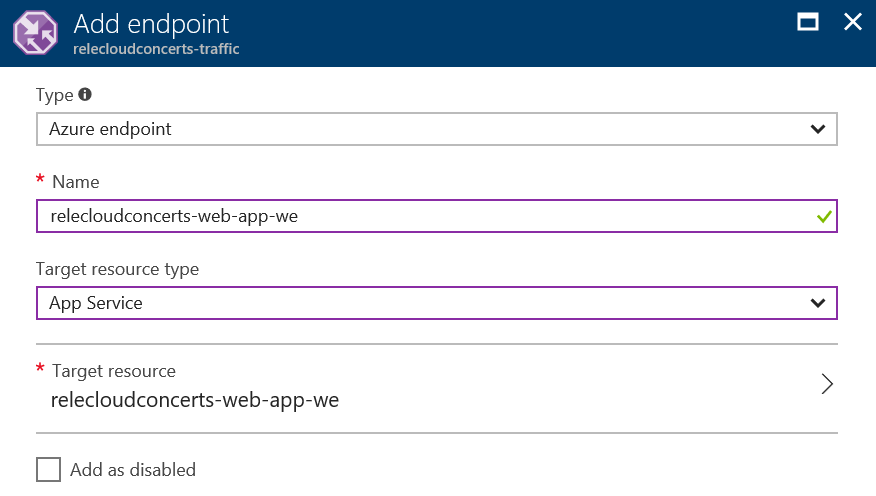 Add endpoint
relecloudconcerts-traffic
Type
Azure endpoint
* Name
relecloudconcerts-web-app-we
Target resource type
App Service
* Target resource
relecloudconcerts-web-app-we
Add as disabled